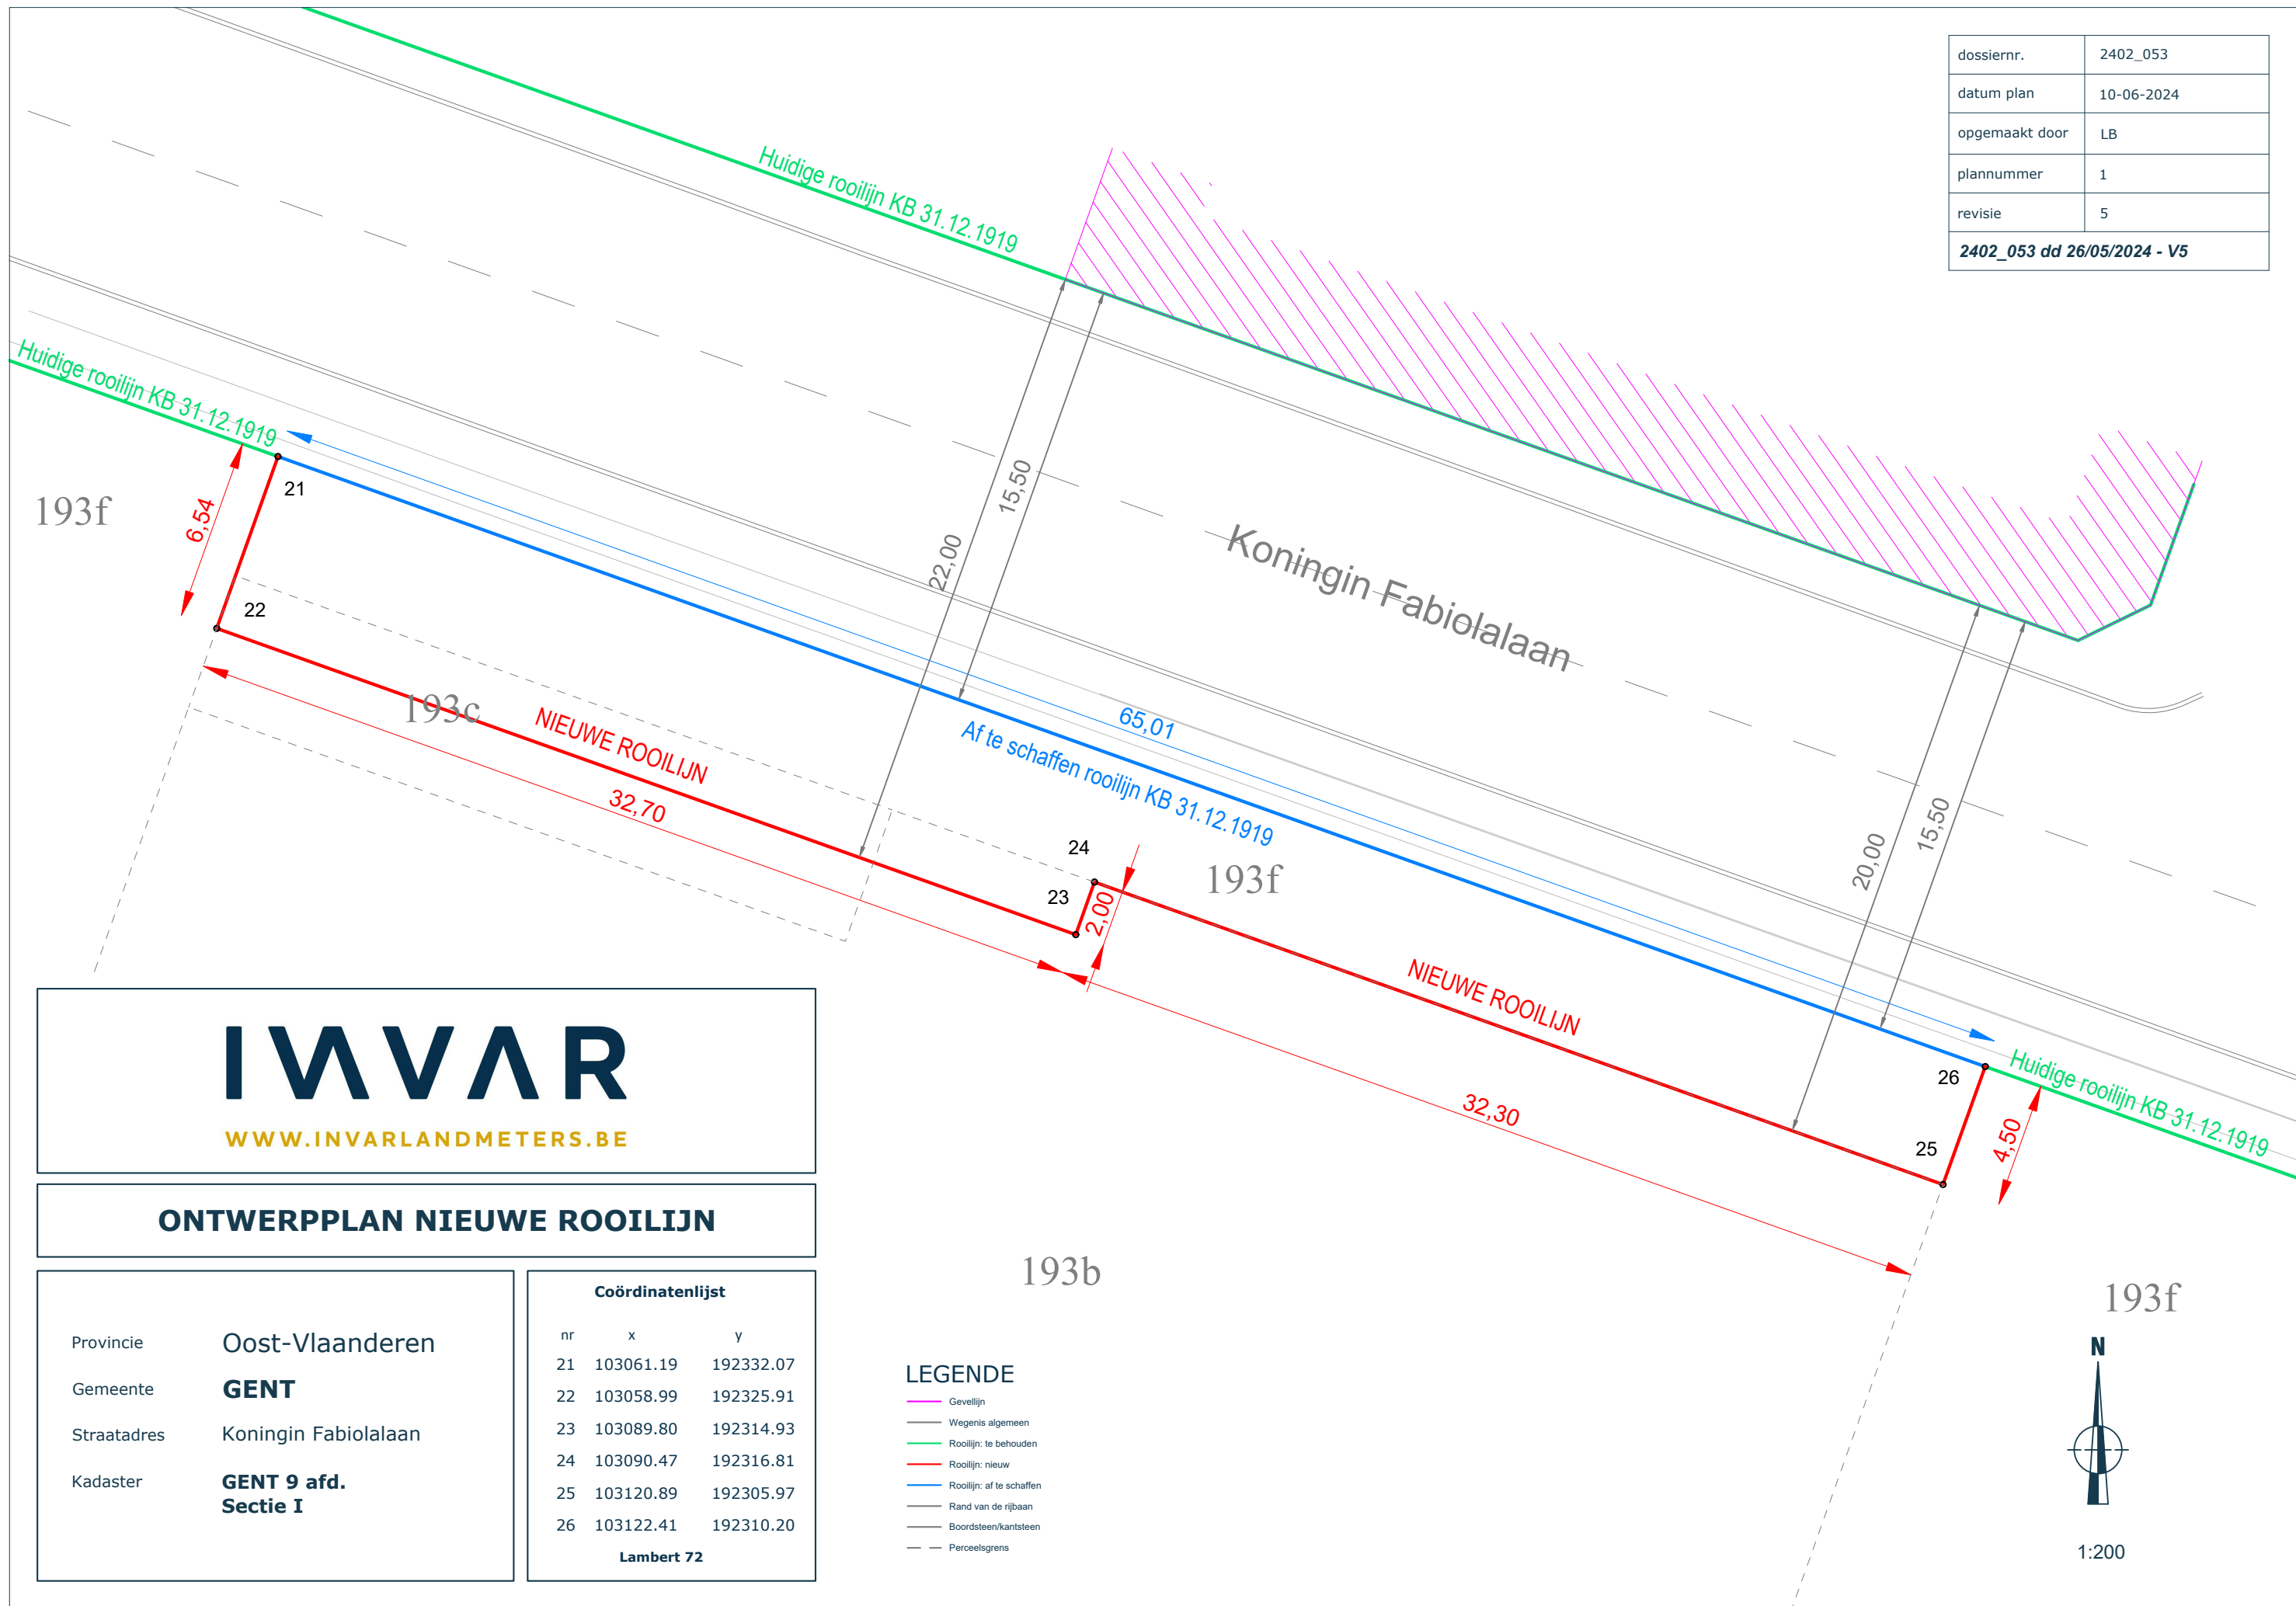 dossiernr. 2402_053
datum plan 10-06-2024
opgemaakt door LB
plannummer 1
revisie 5
2402_053 dd 26/05/2024 - V5
Huidige rooilijn KB 31.12.1919
Huidige rooilijn KB 31.12.1919
21
193f
6,54
15,50
22,00
Koningin Fabiolalaan
22
193c
NIEUWE ROOILIJN
65,01
Af te schaffen rooilijn KB 31.12.1919
32,70
15,50
20,00
24
193f
23
2,00
NIEUWE ROOILIJN
26
Huidige rooilijn KB 31.12.1919
32,30
25
4,50
193b
193f
INVAR
WWW.INVARLANDMETERS.BE
ONTWERPPLAN NIEUWE ROOILIJN
Provincie Oost-Vlaanderen
Gemeente GENT
Straatadres Koningin Fabiolalaan
Kadaster GENT 9 afd.
Sectie I
Coördinatenlijst
nr x y
21 103061.19 192332.07
22 103058.99 192325.91
23 103089.80 192314.93
24 103090.47 192316.81
25 103120.89 192305.97
26 103122.41 192310.20
Lambert 72
LEGENDE
Gevellijn
Wegenis algemeen
Rooilijn: te behouden
Rooilijn: nieuw
Rooilijn: af te schaffen
Rand van de rijbaan
Boordsteen/kantsteen
Perceelsgrens
N
1:200